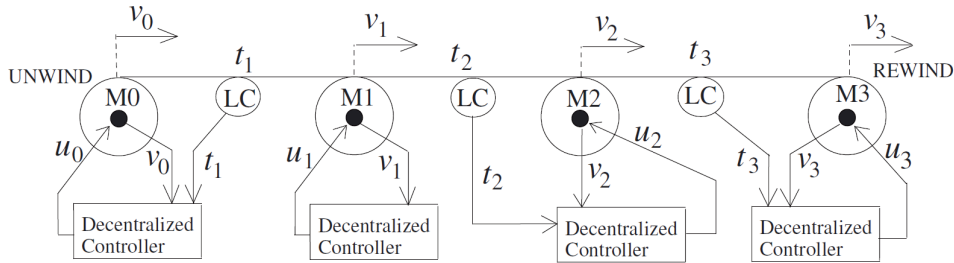 v0 v1 v2 v3
t1 t2 t3
UNWIND REWIND
M0 LC M1 LC M2 LC M3
u0 v0 t1 u1 v1 t2 v2 u2 t3 v3 u3
Decentralized
Controller
Decentralized
Controller
Decentralized
Controller
Decentralized
Controller